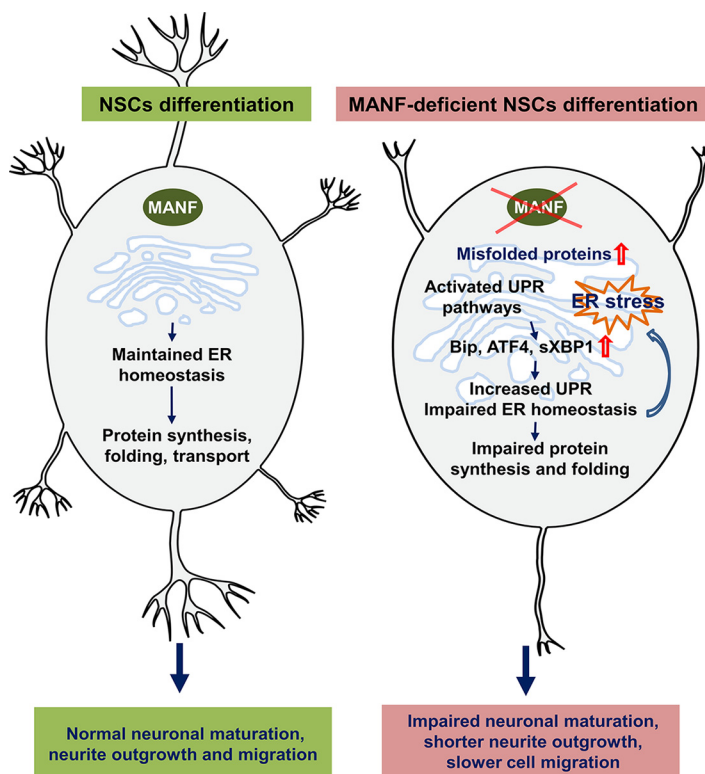 NSCs differentiation
MANF
Maintained ER
homeostasis
Protein synthesis,
folding, transport
Normal neuronal maturation,
neurite outgrowth and migration
MANF-deficient NSCs differentiation
MANF
Misfolded proteins
ER stress
Activated UPR
pathways
Bip, ATF4, sXBP1
Increased UPR
Impaired ER homeostasis
Impaired protein
synthesis and folding
Impaired neuronal maturation,
shorter neurite outgrowth,
slower cell migration